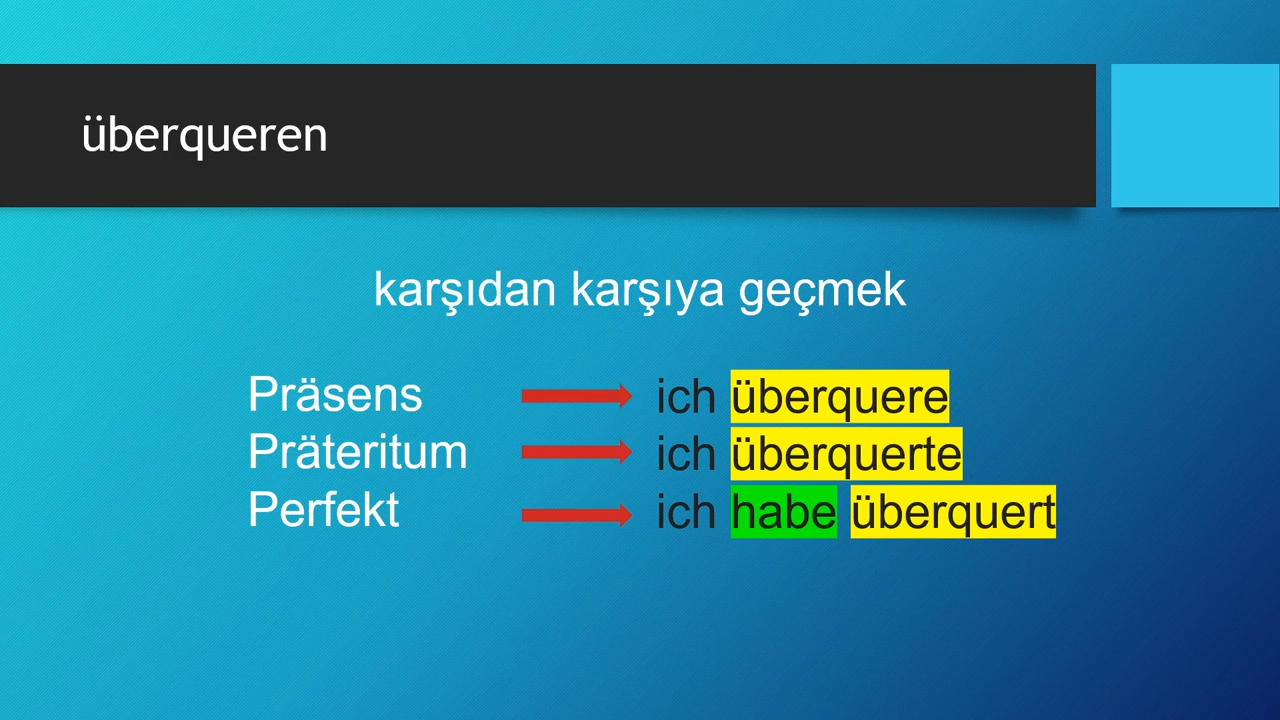 überqueren
karşıdan karşıya geçmek
Präsens ich überquere
Präteritum ich überquerte
Perfekt ich habe überquert